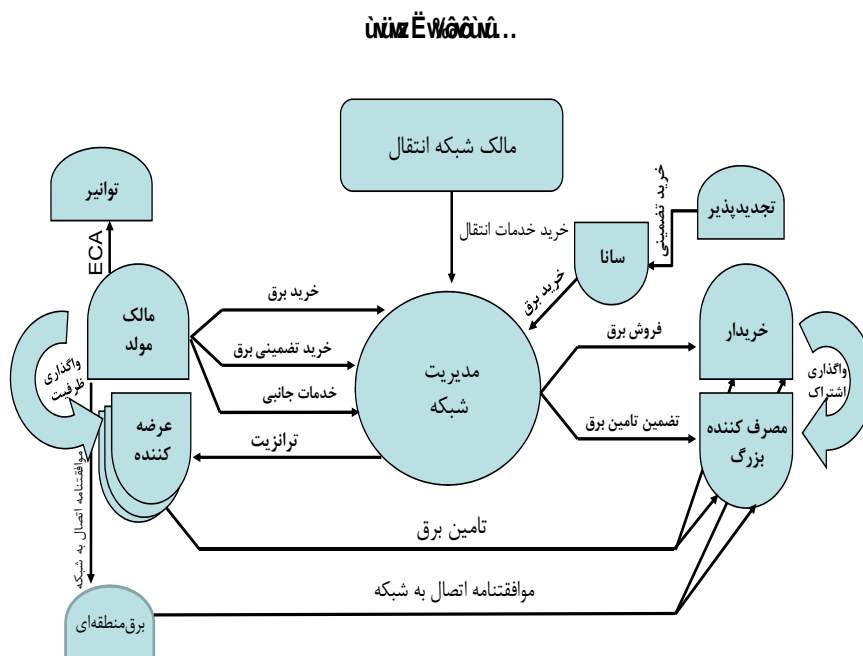 مالک شبکه انتقال
توانیر
تجدیدپذیر
خرید تضمینی
خرید خدمات انتقال
سانا
ECA
خرید برق
مالک
مولد
خرید برق
خرید تضمینی برق
خدمات جانبی
مدیریت
شبکه
فروش برق
خریدار
واگذاری
ظرفیت
واگذاری
اشتراک
عرضه
کننده
ترانزیت
تضمین تامین برق
مصرف کننده
بزرگ
موافقتنامه اتصال به شبکه
تامین برق
موافقتنامه اتصال به شبکه
برق‌منطقه‌ای